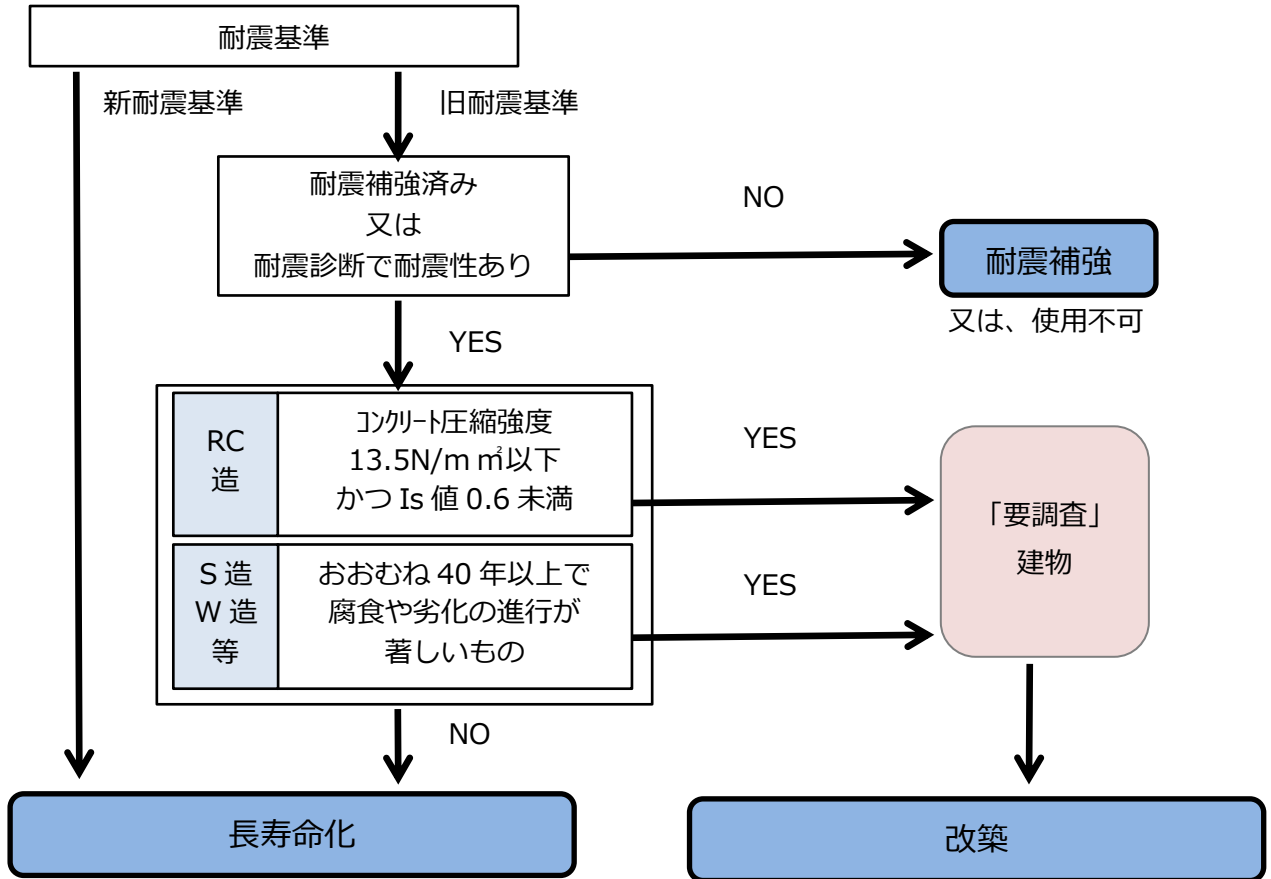 耐震基準
新耐震基準
旧耐震基準
耐震補強済み
又は
耐震診断で耐震性あり
NO
耐震補強
又は、使用不可
YES
RC
造
ｺﾝｸﾘｰﾄ圧縮強度
13.5N/m㎡以下
かつ Is 値 0.6 未満
YES
「要調査」
建物
S 造
W 造
等
おおむね 40 年以上で
腐食や劣化の進行が
著しいもの
YES
NO
長寿命化
改築